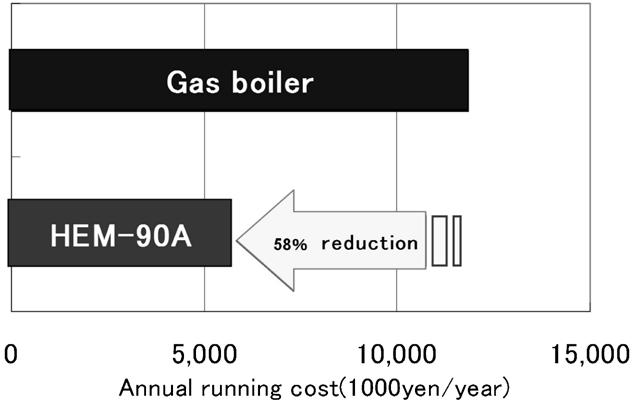 Gas boiler
HEM-90A
58% reduction
0 5,000 10,000 15,000
Annual running cost(1000yen/year)